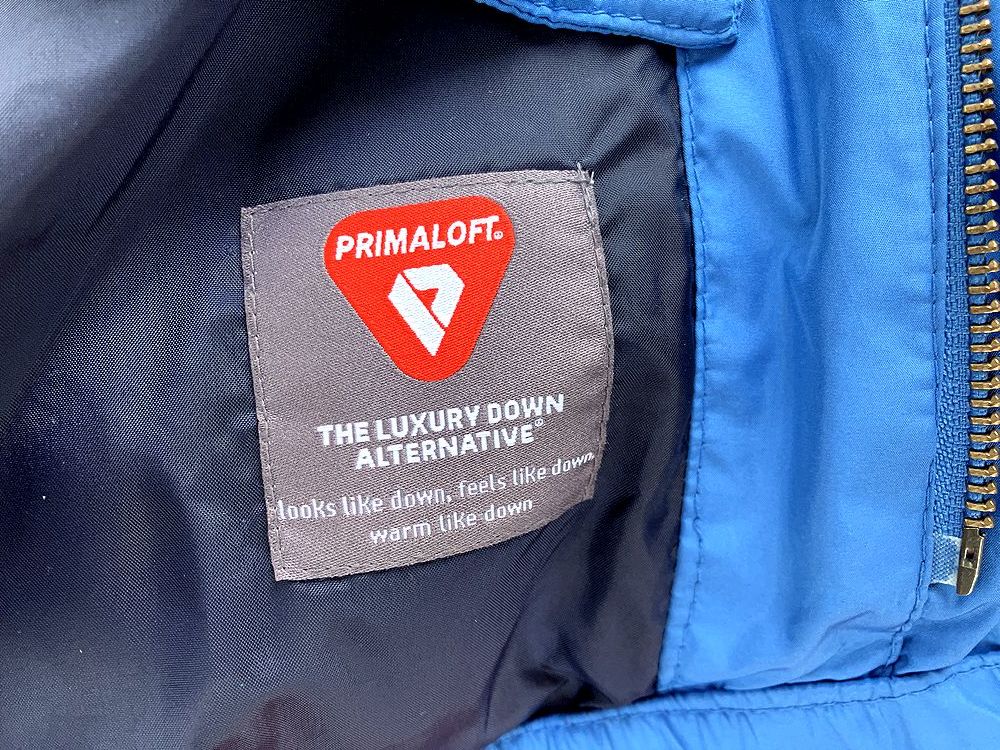 PRIMALOFT®
THE LUXURY DOWN
ALTERNATIVE®
looks like down, feels like down,
warm like down